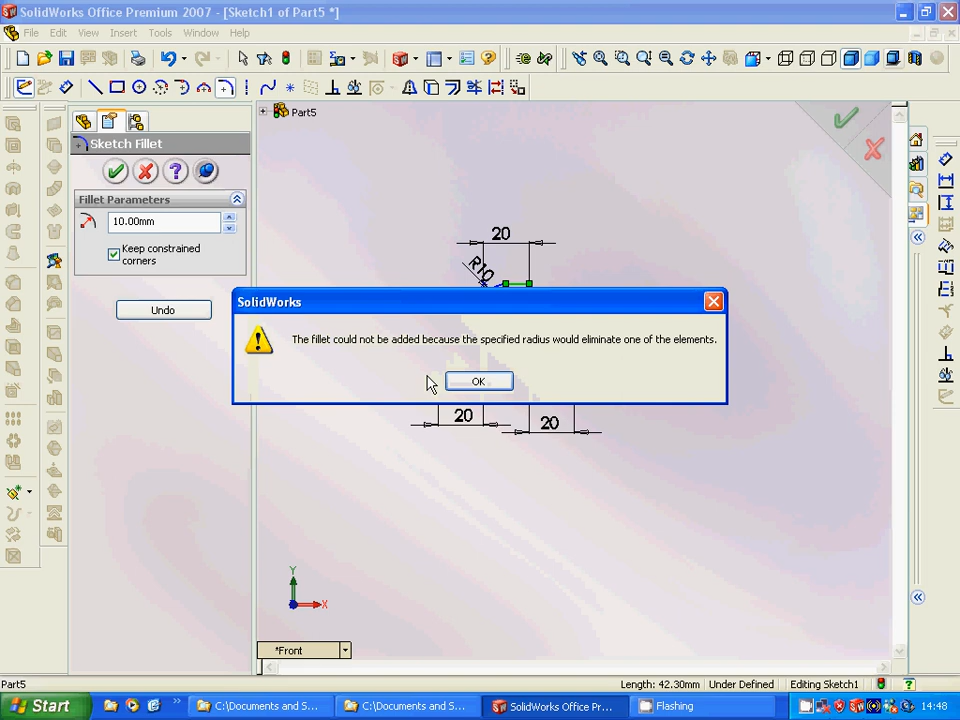 SolidWorks Office Premium 2007 - [Sketch1 of Part5 *]
File Edit View Insert Tools Window Help
Part5
Sketch Fillet
Fillet Parameters
10.00mm
Keep constrained
corners
Undo
20
R10
SolidWorks
The fillet could not be added because the specified radius would eliminate one of the elements.
OK
20
20
Y
X
*Front
Part5
Length: 42.30mm Under Defined Editing Sketch1
Start
C:\Documents and S...
C:\Documents and S...
SolidWorks Office Pr...
Flashing
14:48